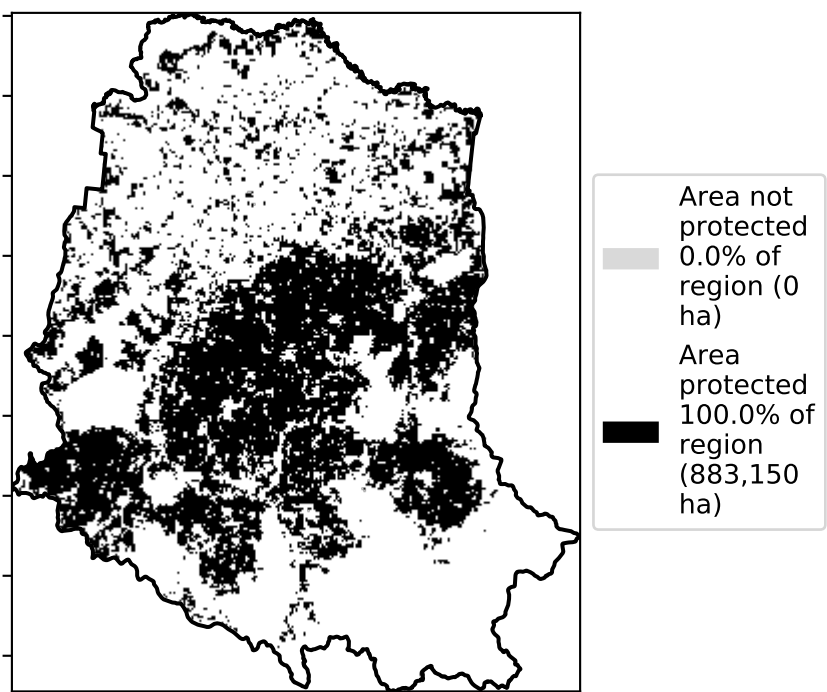 Area not
protected
0.0% of
region (0
ha)
Area
protected
100.0% of
region
(883,150
ha)